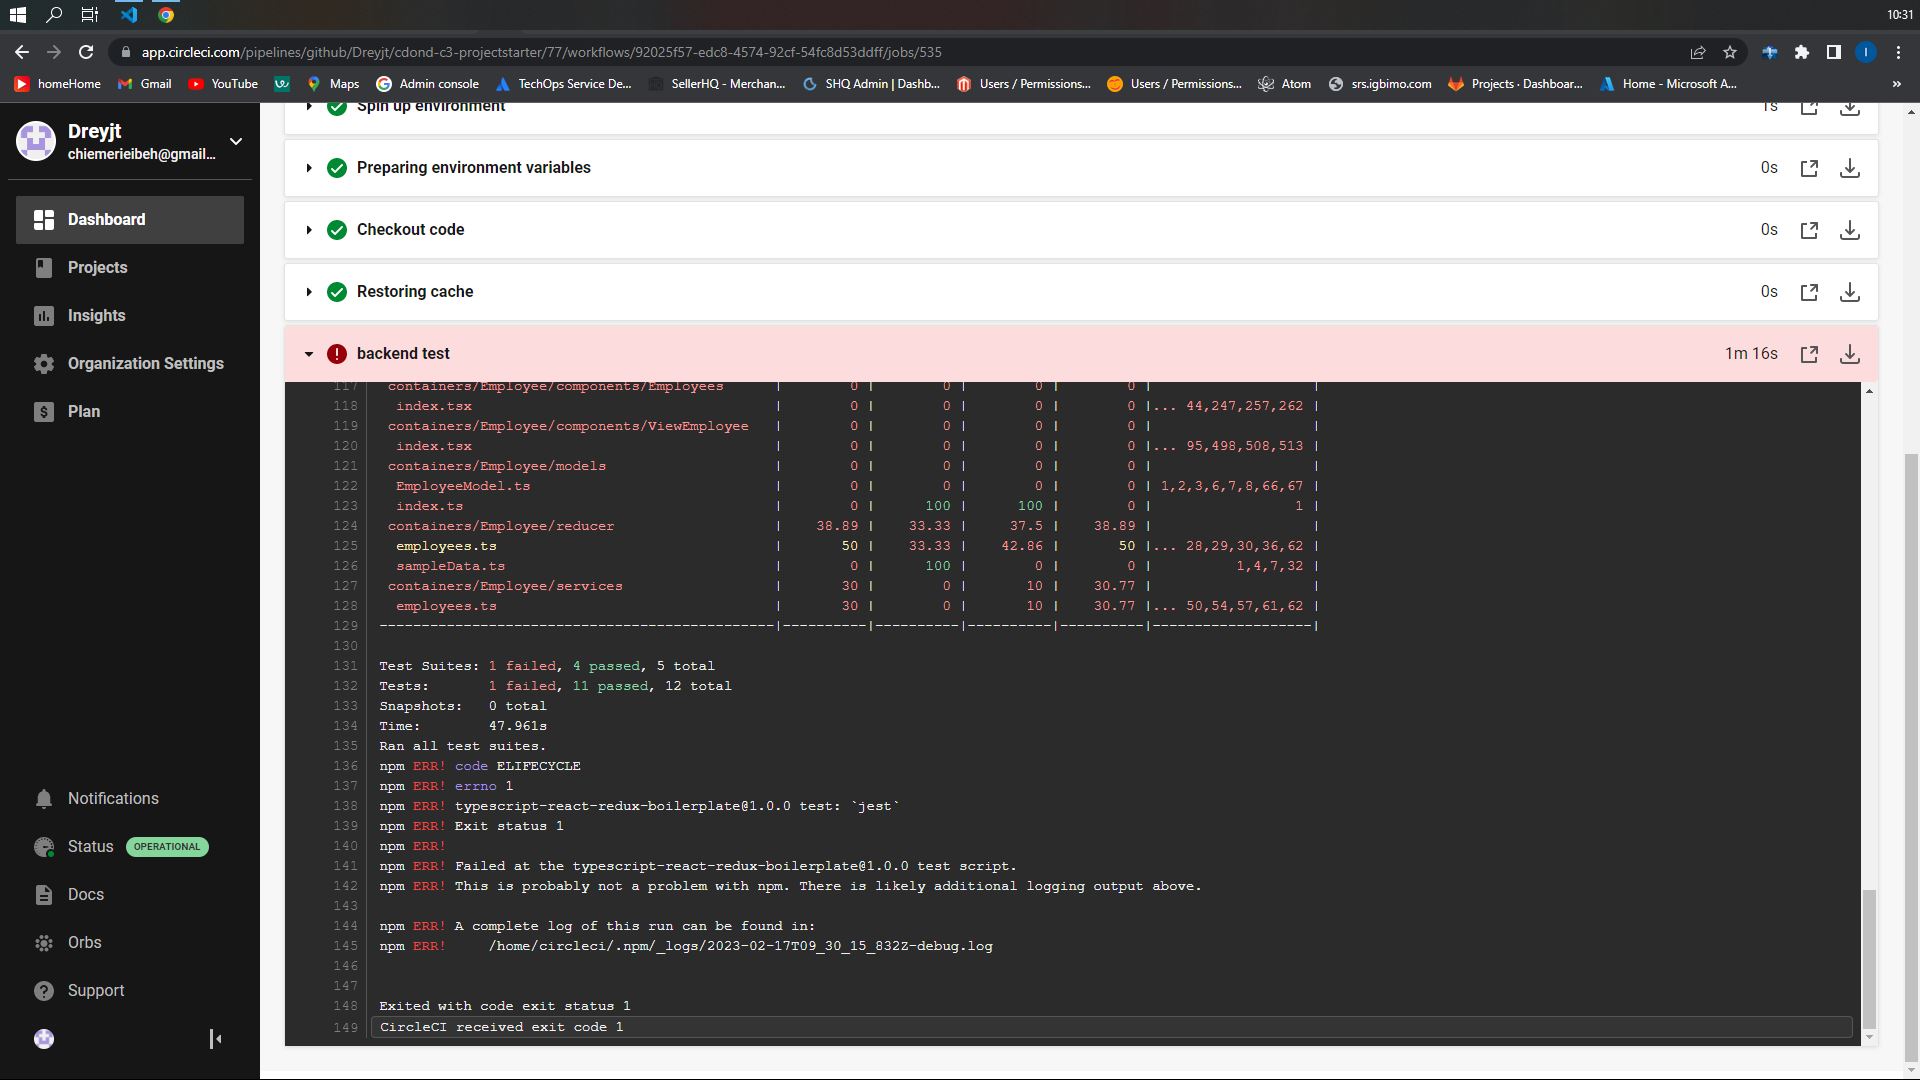 10:31
app.circleci.com/pipelines/github/Dreyjt/cdond-c3-projectstarter/77/workflows/92025f57-edc8-4574-92cf-54fc8d53ddff/jobs/535
homeHome Gmail YouTube Maps Admin console TechOps Service De... SellerHQ - Merchan... SHQ Admin | Dashb... Users / Permissions... Users / Permissions... Atom srs.igbimo.com Projects · Dashboar... Home - Microsoft A... »
Dreyjt
chiemerieibeh@gmail...
Dashboard
Projects
Insights
Organization Settings
Plan
Notifications
Status OPERATIONAL
Docs
Orbs
Support
Spin up environment 1s
Preparing environment variables 0s
Checkout code 0s
Restoring cache 0s
backend test 1m 16s
117 containers/Employee/components/Employees | 0 | 0 | 0 | 0 | |
118 index.tsx | 0 | 0 | 0 | 0 |... 44,247,257,262 |
119 containers/Employee/components/ViewEmployee | 0 | 0 | 0 | 0 | |
120 index.tsx | 0 | 0 | 0 | 0 |... 95,498,508,513 |
121 containers/Employee/models | 0 | 0 | 0 | 0 | |
122 EmployeeModel.ts | 0 | 0 | 0 | 0 | 1,2,3,6,7,8,66,67 |
123 index.ts | 0 | 100 | 100 | 0 | 1 |
124 containers/Employee/reducer | 38.89 | 33.33 | 37.5 | 38.89 | |
125 employees.ts | 50 | 33.33 | 42.86 | 50 |... 28,29,30,36,62 |
126 sampleData.ts | 0 | 100 | 0 | 0 | 1,4,7,32 |
127 containers/Employee/services | 30 | 0 | 10 | 30.77 | |
128 employees.ts | 30 | 0 | 10 | 30.77 |... 50,54,57,61,62 |
129 -----------------------------------------------|----------|----------|----------|----------|-------------------|
130
131 Test Suites: 1 failed, 4 passed, 5 total
132 Tests: 1 failed, 11 passed, 12 total
133 Snapshots: 0 total
134 Time: 47.961s
135 Ran all test suites.
136 npm ERR! code ELIFECYCLE
137 npm ERR! errno 1
138 npm ERR! typescript-react-redux-boilerplate@1.0.0 test: `jest`
139 npm ERR! Exit status 1
140 npm ERR!
141 npm ERR! Failed at the typescript-react-redux-boilerplate@1.0.0 test script.
142 npm ERR! This is probably not a problem with npm. There is likely additional logging output above.
143
144 npm ERR! A complete log of this run can be found in:
145 npm ERR! /home/circleci/.npm/_logs/2023-02-17T09_30_15_832Z-debug.log
146
147
148 Exited with code exit status 1
149 CircleCI received exit code 1